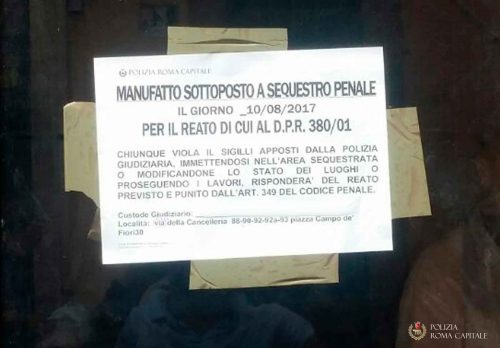 POLIZIA ROMA CAPITALE
MANUFATTO SOTTOPOSTO A SEQUESTRO PENALE
IL GIORNO _10/08/2017
PER IL REATO DI CUI AL D.P.R. 380/01
CHIUNQUE VIOLA IL SIGILLI APPOSTI DALLA POLIZIA
GIUDIZIARIA, IMMETTENDOSI NELL'AREA SEQUESTRATA
O MODIFICANDONE LO STATO DEI LUOGHI O
PROSEGUENDO I LAVORI, RISPONDERA' DEL REATO
PREVISTO E PUNITO DALL'ART. 349 DEL CODICE PENALE.
Custode Giudiziario:
Località: via della Cancelleria 88-90-92-92a-93 piazza Campo de'
Fiori30
POLIZIA
ROMA CAPITALE